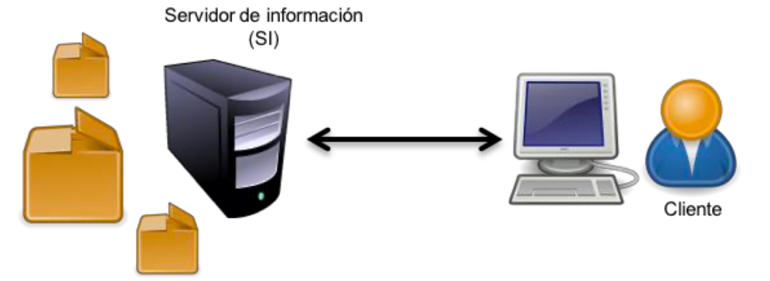 Servidor de información
(SI)
Cliente